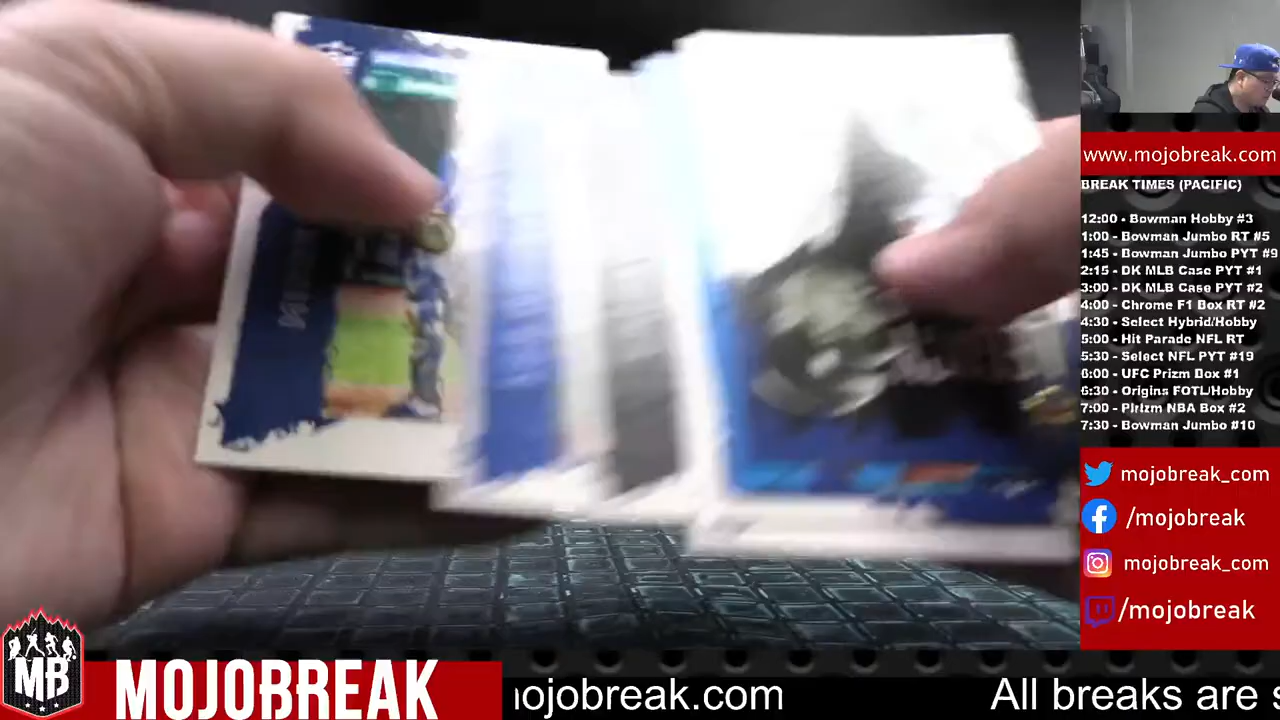 www.mojobreak.com
BREAK TIMES (PACIFIC)
12:00 - Bowman Hobby #3
1:00 - Bowman Jumbo RT #5
1:45 - Bowman Jumbo PYT #9
2:15 - DK MLB Case PYT #1
3:00 - DK MLB Case PYT #2
4:00 - Chrome F1 Box RT #2
4:30 - Select Hybrid/Hobby
5:00 - Hit Parade NFL RT
5:30 - Select NFL PYT #19
6:00 - UFC Prizm Box #1
6:30 - Origins FOTL/Hobby
7:00 - Pirizm NBA Box #2
7:30 - Bowman Jumbo #10
mojobreak_com
/mojobreak
mojobreak_com
/mojobreak
MB
MOJOBREAK
mojobreak.com
All breaks are s